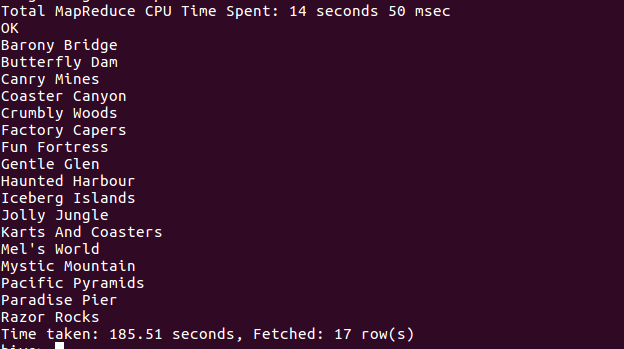 Total MapReduce CPU Time Spent: 14 seconds 50 msec
OK
Barony Bridge
Butterfly Dam
Canry Mines
Coaster Canyon
Crumbly Woods
Factory Capers
Fun Fortress
Gentle Glen
Haunted Harbour
Iceberg Islands
Jolly Jungle
Karts And Coasters
Mel's World
Mystic Mountain
Pacific Pyramids
Paradise Pier
Razor Rocks
Time taken: 185.51 seconds, Fetched: 17 row(s)